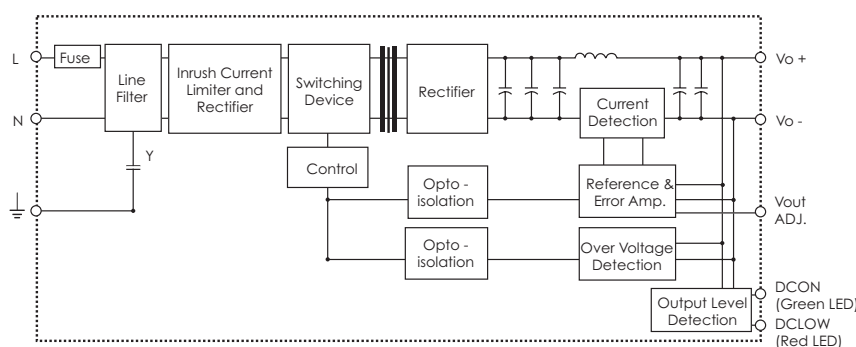 L
Fuse
Line
Filter
Inrush Current
Limiter and
Rectifier
Switching
Device
Rectifier
Current
Detection
Vo +
N
Vo -
Y
Control
Opto -
isolation
Reference &
Error Amp.
Vout
ADJ.
Opto -
isolation
Over Voltage
Detection
Output Level
Detection
DCON
(Green LED)
DCLOW
(Red LED)